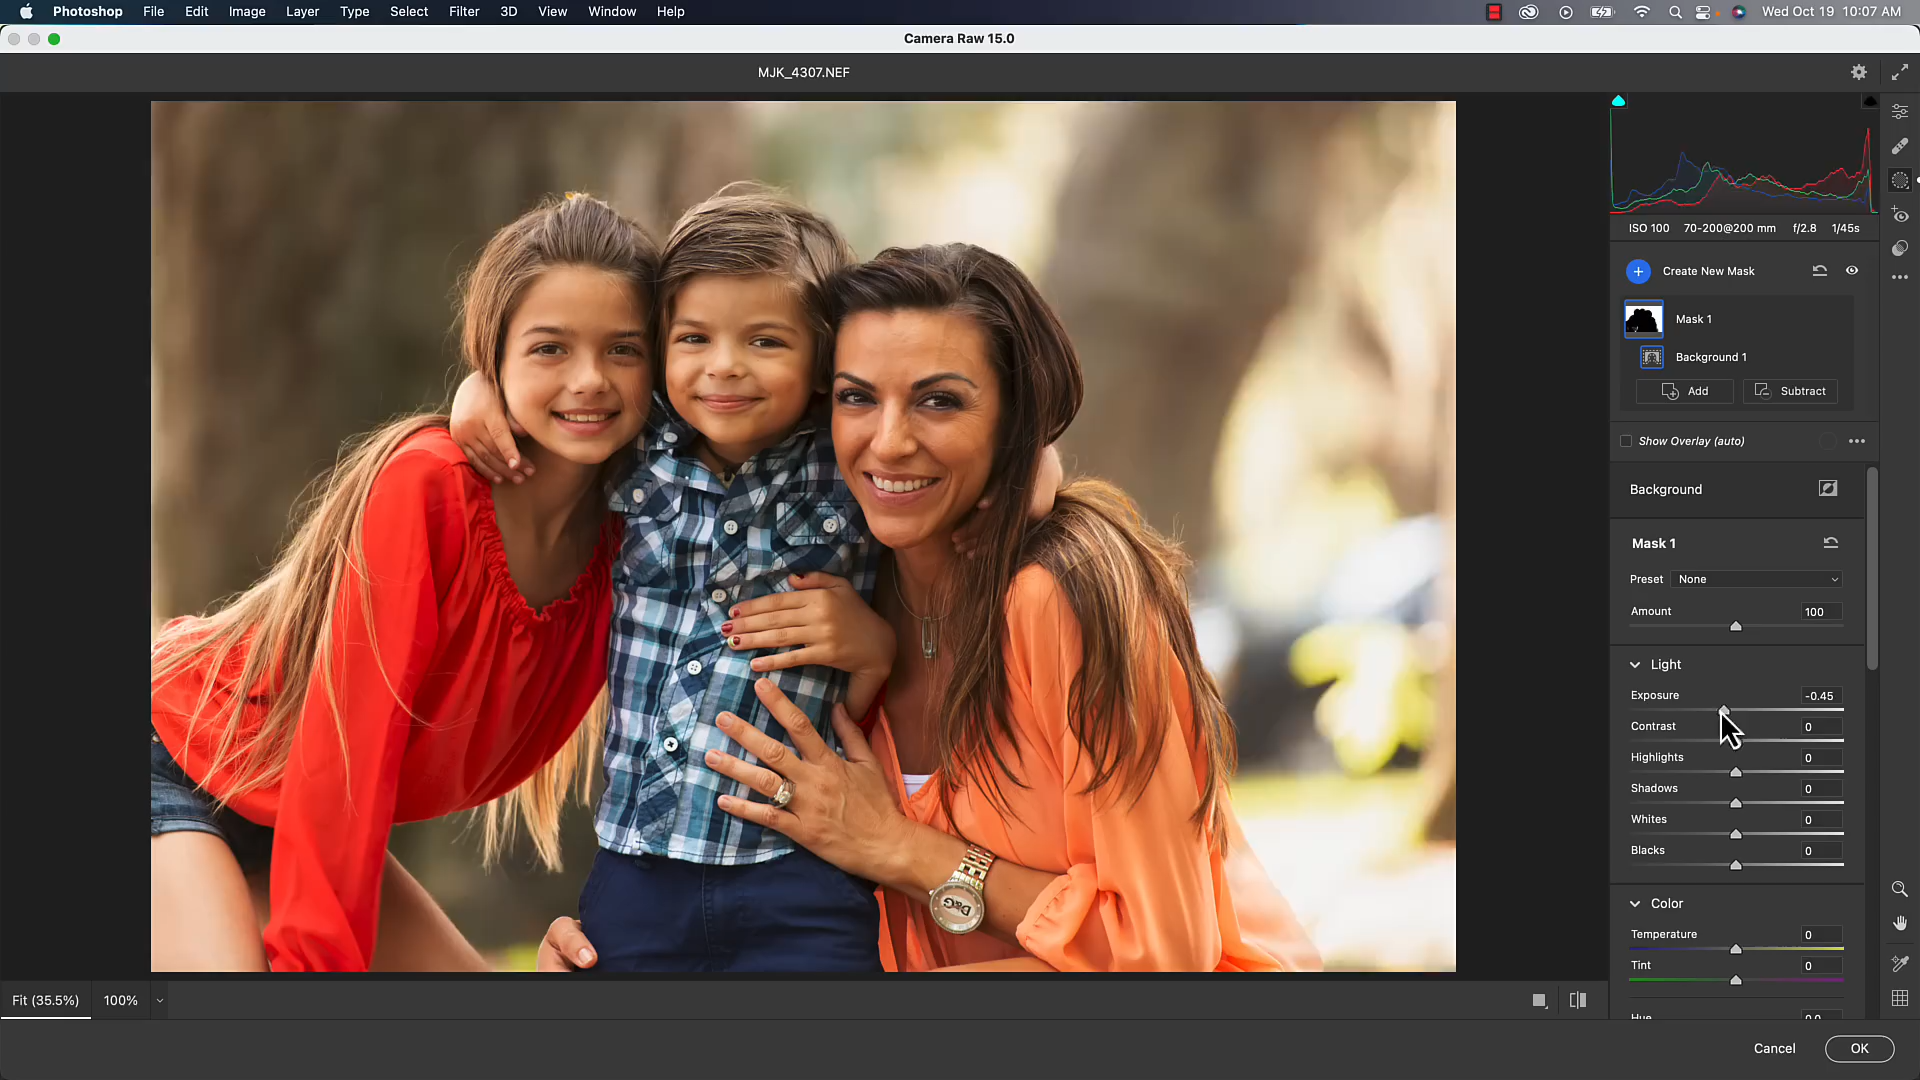 Photoshop File Edit Image Layer Type Select Filter 3D View Window Help Wed Oct 19 10:07 AM
Camera Raw 15.0
MJK_4307.NEF
ISO 100 70-200@200 mm f/2.8 1/45s
Create New Mask
Mask 1
Background 1
Add Subtract
Show Overlay (auto)
Background
Mask 1
Preset None
Amount 100
Light
Exposure -0.45
Contrast 0
Highlights 0
Shadows 0
Whites 0
Blacks 0
Color
Temperature 0
Tint 0
Hue 0.0
D&G
Fit (35.5%) 100%
Cancel OK